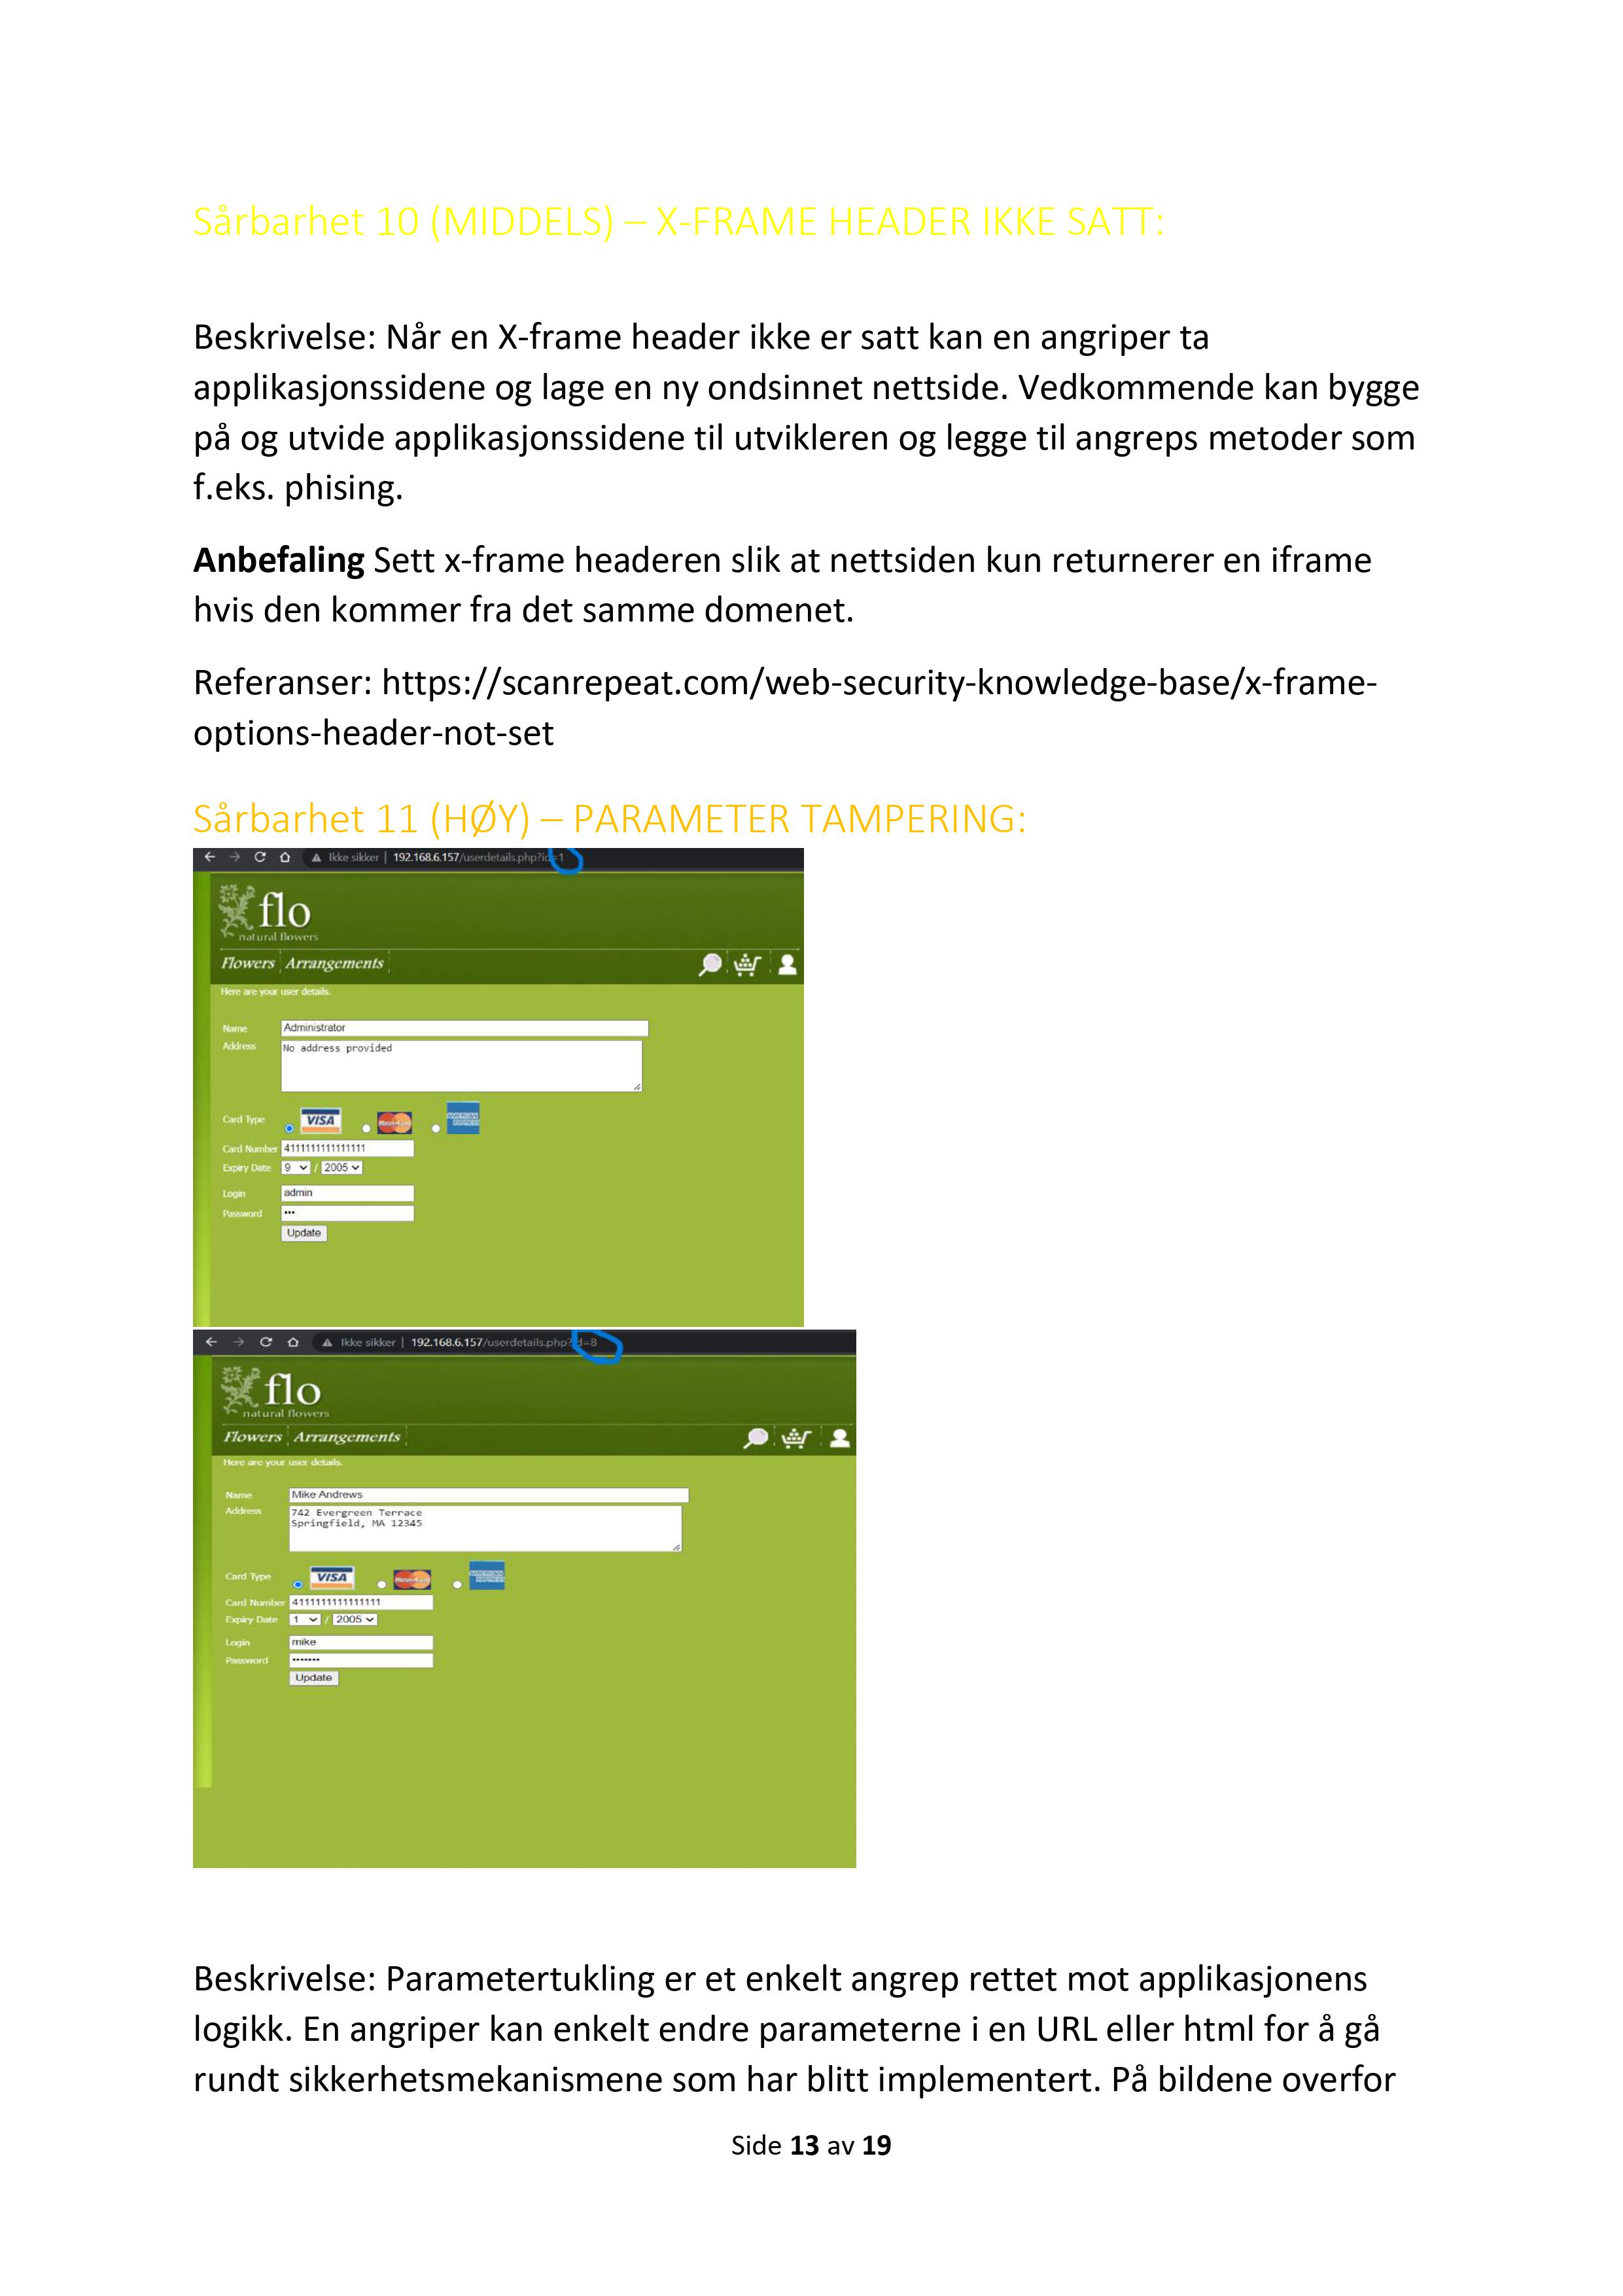 Sårbarhet 10 (MIDDELS) – X-FRAME HEADER IKKE SATT:
Beskrivelse: Når en X-frame header ikke er satt kan en angriper ta
applikasjonssidene og lage en ny ondsinnet nettside. Vedkommende kan bygge
på og utvide applikasjonssidene til utvikleren og legge til angreps metoder som
f.eks. phising.
Anbefaling Sett x-frame headeren slik at nettsiden kun returnerer en iframe
hvis den kommer fra det samme domenet.
Referanser: https://scanrepeat.com/web-security-knowledge-base/x-frame-
options-header-not-set
Sårbarhet 11 (HØY) – PARAMETER TAMPERING:
Ikke sikker | 192.168.6.157/userdetails.php?id=1
flo
natural flowers
Flowers Arrangements
Here are your user details.
Name Administrator
Address No address provided
Card Type VISA MasterCard AMERICAN EXPRESS
Card Number 4111111111111111
Expiry Date 9 / 2005
Login admin
Password •••
Update
Ikke sikker | 192.168.6.157/userdetails.php?id=8
flo
natural flowers
Flowers Arrangements
Here are your user details.
Name Mike Andrews
Address 742 Evergreen Terrace
Springfield, MA 12345
Card Type VISA MasterCard AMERICAN EXPRESS
Card Number 4111111111111111
Expiry Date 1 / 2005
Login mike
Password •••••••
Update
Beskrivelse: Parametertukling er et enkelt angrep rettet mot applikasjonens
logikk. En angriper kan enkelt endre parameterne i en URL eller html for å gå
rundt sikkerhetsmekanismene som har blitt implementert. På bildene overfor
Side 13 av 19